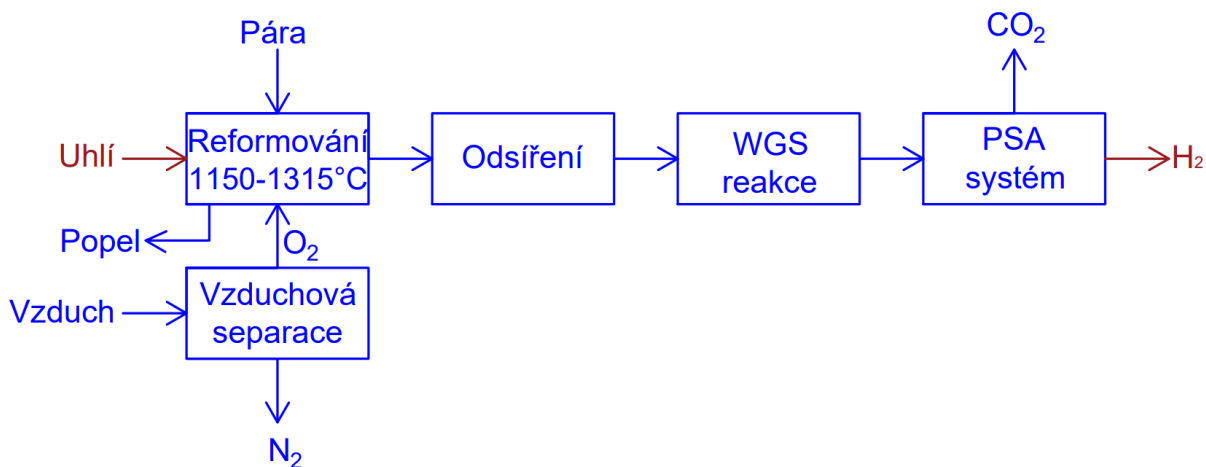 Pára
CO₂
Uhlí
Reformování
1150-1315°C
Odsíření
WGS
reakce
PSA
systém
H₂
Popel
O₂
Vzduch
Vzduchová
separace
N₂